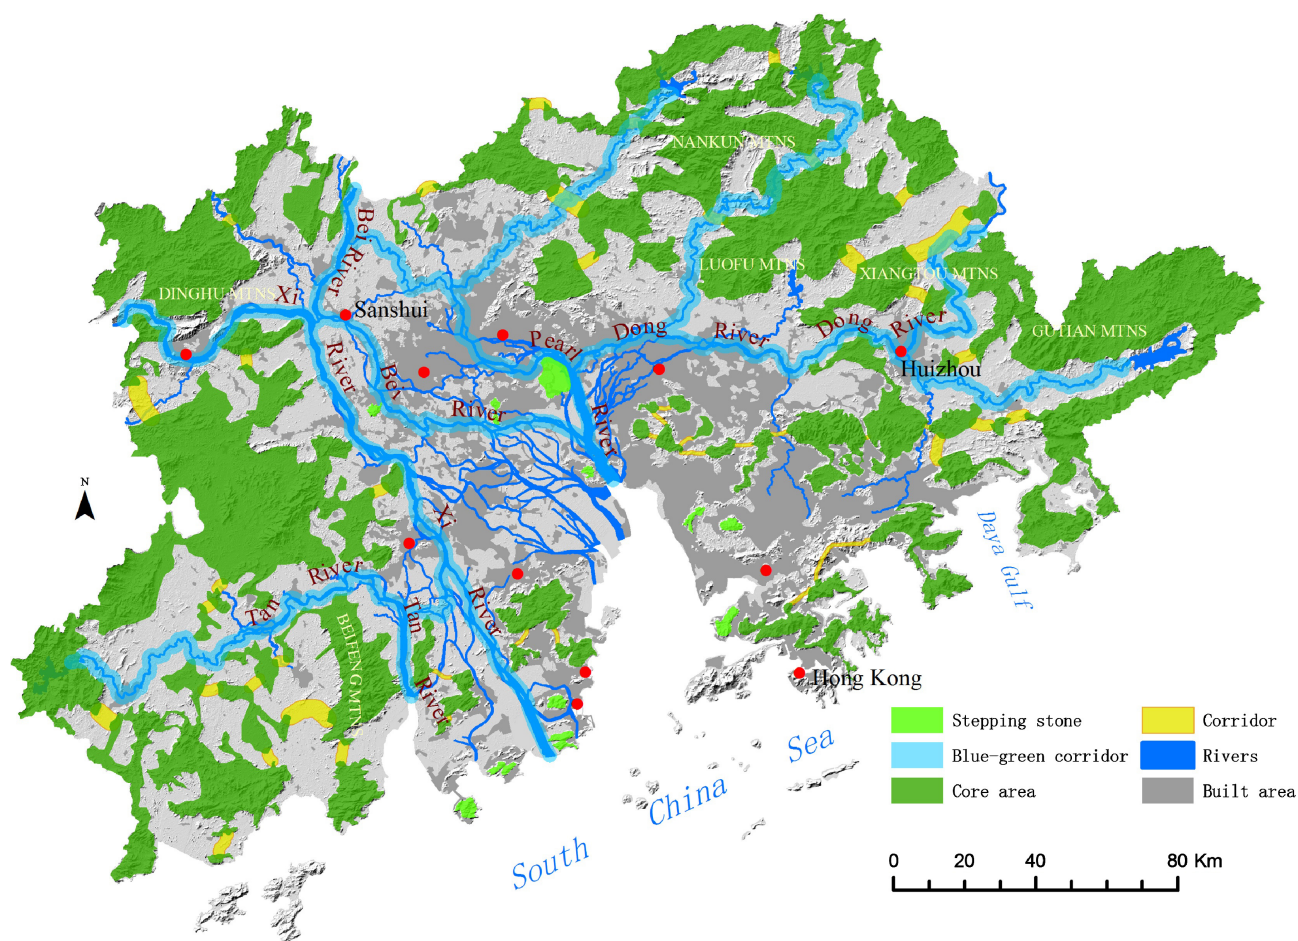 NANKUN MTNS
Bei River
LUOFU MTNS
XIANGTOU MTNS
DINGHU MTNS
Xi
Sanshui
Dong
River
Dong
River
GUTIAN MTNS
Pearl
River
Huizhou
River
Bei
River
N
Xi
River
Daya Gulf
River
Tan
Tan
River
BEIFENG MTNS
Hong Kong
South China Sea
Stepping stone
Corridor
Blue-green corridor
Rivers
Core area
Built area
0 20 40 80 Km